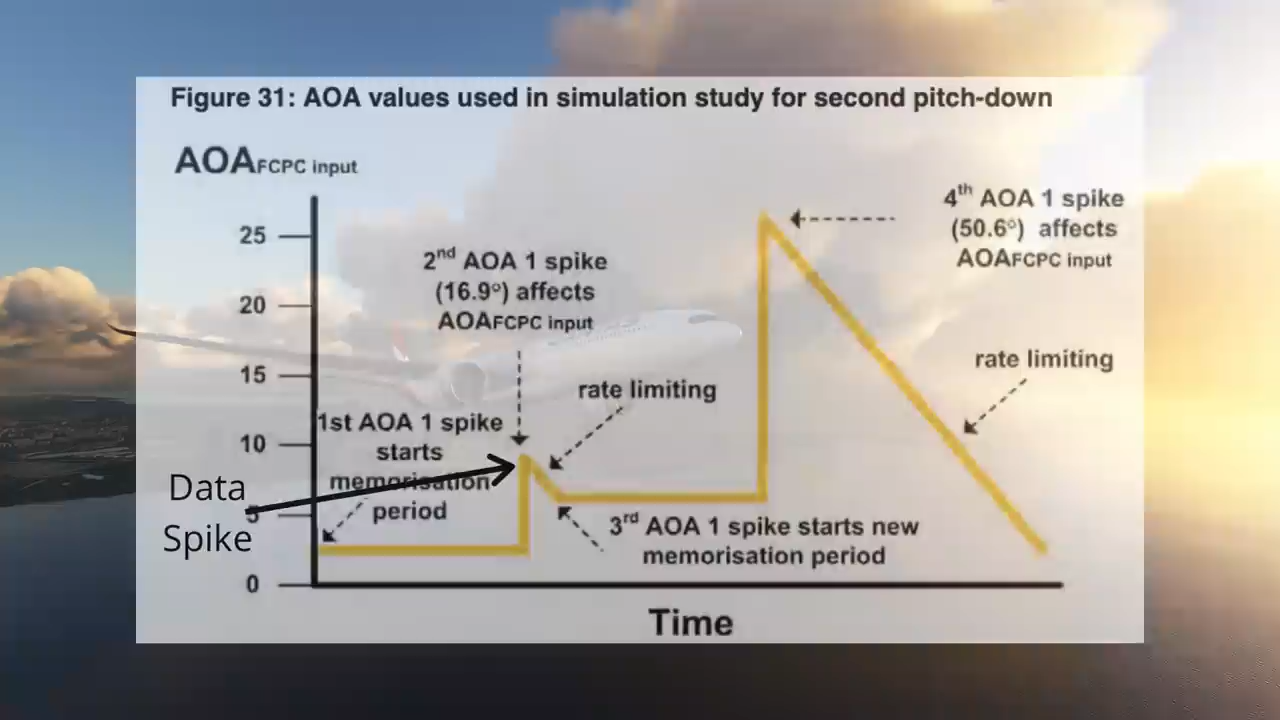 Figure 31: AOA values used in simulation study for second pitch-down
AOAFCPC input
25
20
15
10
5
0
2nd AOA 1 spike
(16.9°) affects
AOAFCPC input
4th AOA 1 spike
(50.6°) affects
AOAFCPC input
rate limiting
rate limiting
1st AOA 1 spike
starts
memorisation
period
Data
Spike
3rd AOA 1 spike starts new
memorisation period
Time